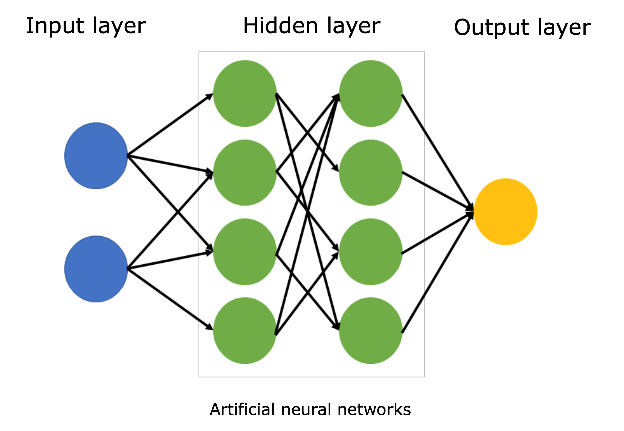 Input layer
Hidden layer
Output layer
Artificial neural networks